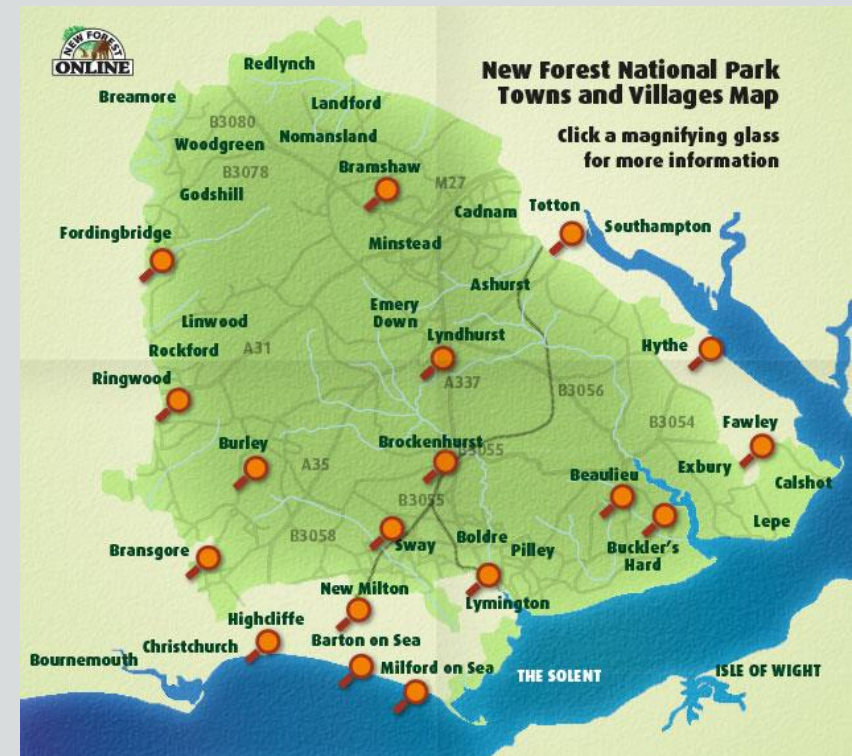 NEW FOREST
ONLINE
New Forest National Park
Towns and Villages Map
Click a magnifying glass
for more information
Redlynch
Breamore
Landford
B3080
Woodgreen
Nomansland
B3078
Bramshaw
M27
Godshill
Cadnam
Totton
Southampton
Fordingbridge
Minstead
Ashurst
Emery
Down
Linwood
Lyndhurst
Rockford
A31
Hythe
Ringwood
A337
B3056
B3054
Fawley
Burley
Brockenhurst
B3055
A35
Beaulieu
Exbury
Calshot
B3055
Lepe
B3058
Sway
Boldre
Pilley
Buckler's
Hard
Bransgore
New Milton
Lymington
Highcliffe
Christchurch
Barton on Sea
Bournemouth
Milford on Sea
THE SOLENT
ISLE OF WIGHT